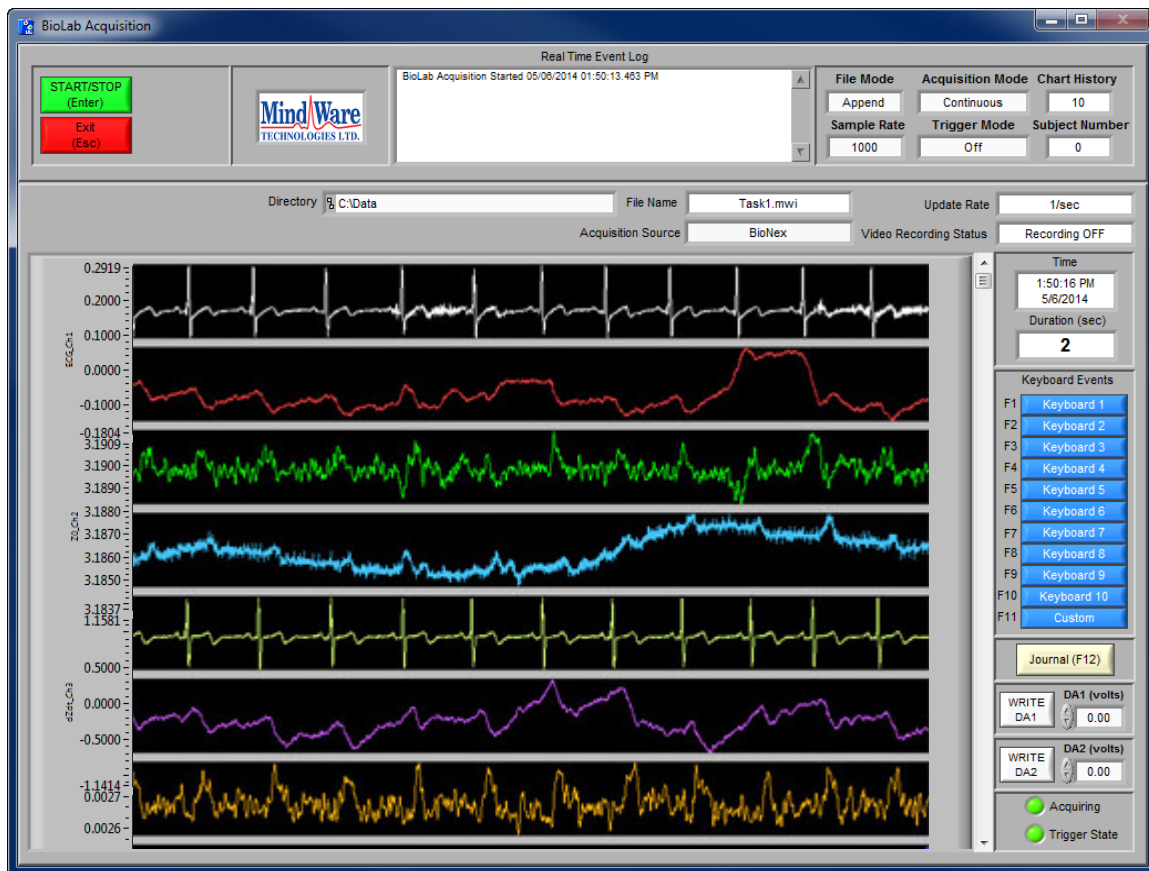 BioLab Acquisition
Real Time Event Log
START/STOP
(Enter)
Exit
(Esc)
MindWare
TECHNOLOGIES LTD.
BioLab Acquisition Started 05/06/2014 01:50:13.463 PM
File Mode Acquisition Mode Chart History
Append Continuous 10
Sample Rate Trigger Mode Subject Number
1000 Off 0
Directory C:\Data File Name Task1.mwi Update Rate 1/sec
Acquisition Source BioNex Video Recording Status Recording OFF
0.2919
0.2000
0.1000
0.0000
-0.1000
-0.1804
ECG_Ch1
3.1909
3.1900
3.1890
3.1880
3.1870
3.1860
3.1850
3.1837
Z0_Ch2
1.1581
0.5000
0.0000
-0.5000
-1.1414
dZdt_Ch3
0.0027
0.0026
Time
1:50:16 PM
5/6/2014
Duration (sec)
2
Keyboard Events
F1 Keyboard 1
F2 Keyboard 2
F3 Keyboard 3
F4 Keyboard 4
F5 Keyboard 5
F6 Keyboard 6
F7 Keyboard 7
F8 Keyboard 8
F9 Keyboard 9
F10 Keyboard 10
F11 Custom
Journal (F12)
WRITE
DA1
DA1 (volts)
0.00
WRITE
DA2
DA2 (volts)
0.00
Acquiring
Trigger State